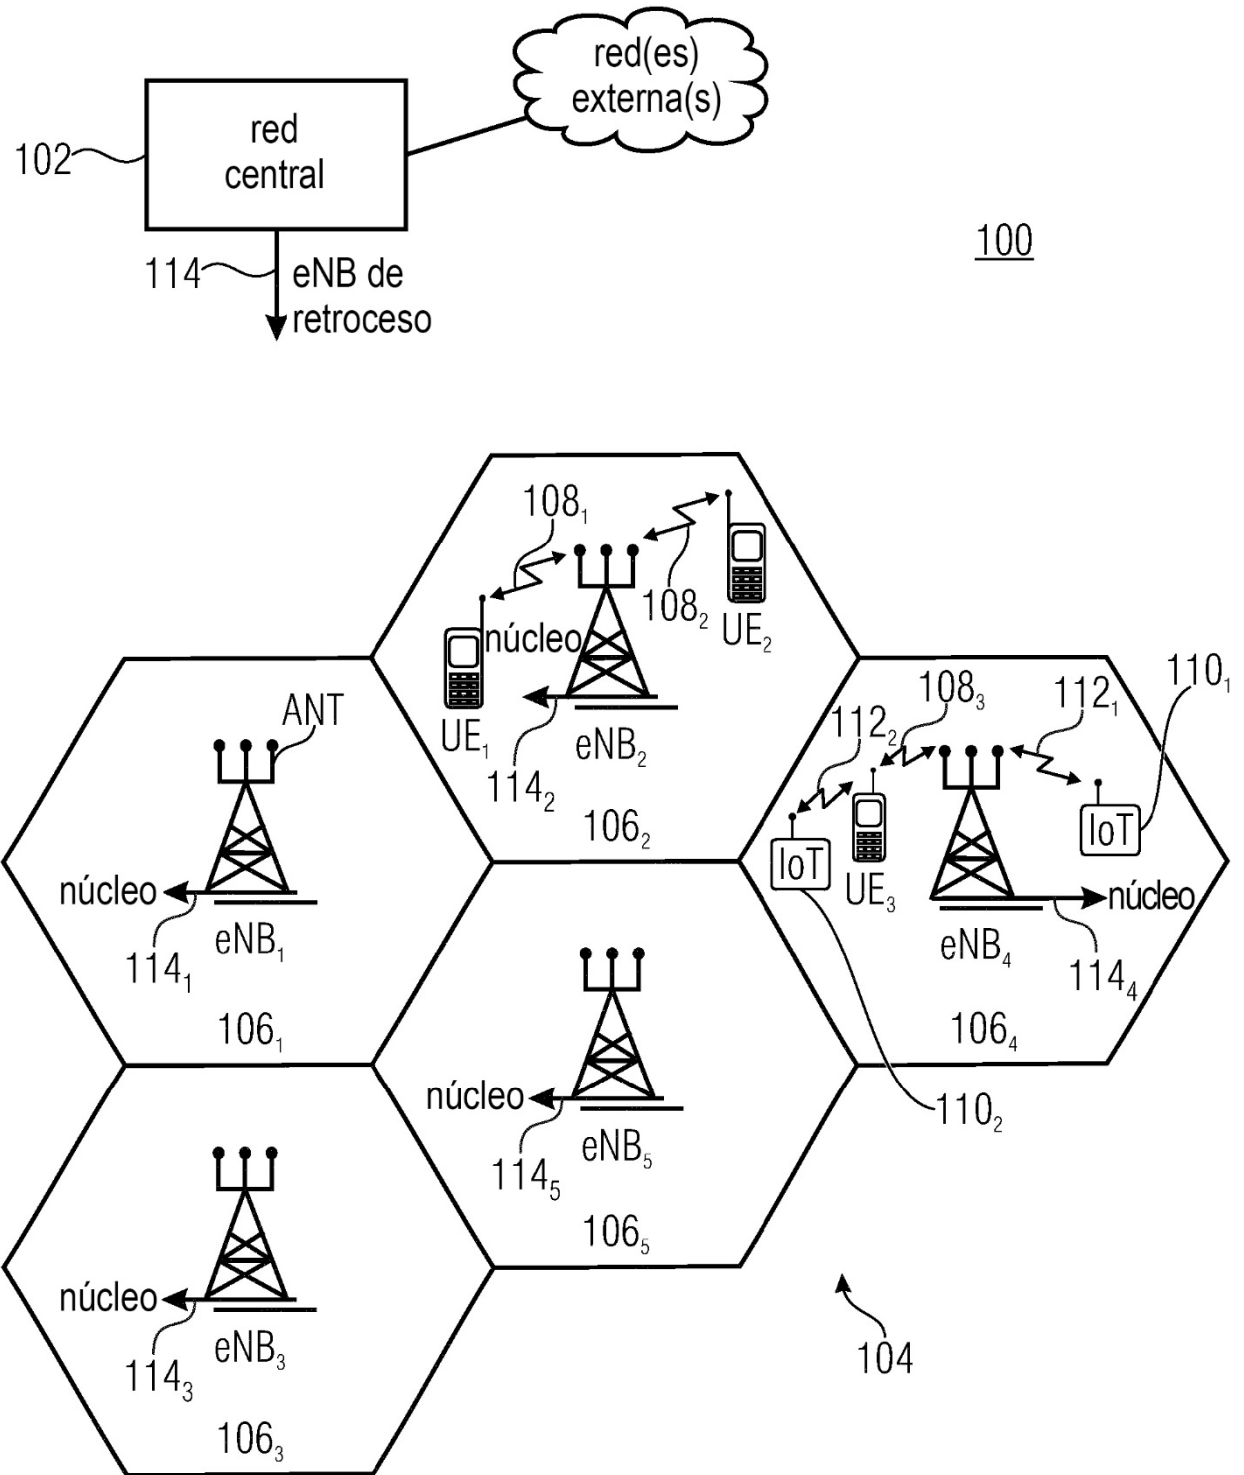 red(es)
externa(s)
red
central
102
100
114
eNB de
retroceso
108₁
108₂
núcleo
UE₂
UE₁
eNB₂
114₂
106₂
ANT
núcleo
eNB₁
114₁
106₁
110₁
108₃
112₁
112₂
IoT
IoT
UE₃
núcleo
eNB₄
114₄
106₄
110₂
núcleo
eNB₅
114₅
106₅
núcleo
eNB₃
114₃
106₃
104